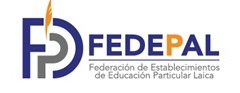 FEDEPAL
Federación de Establecimientos
de Educación Particular Laica